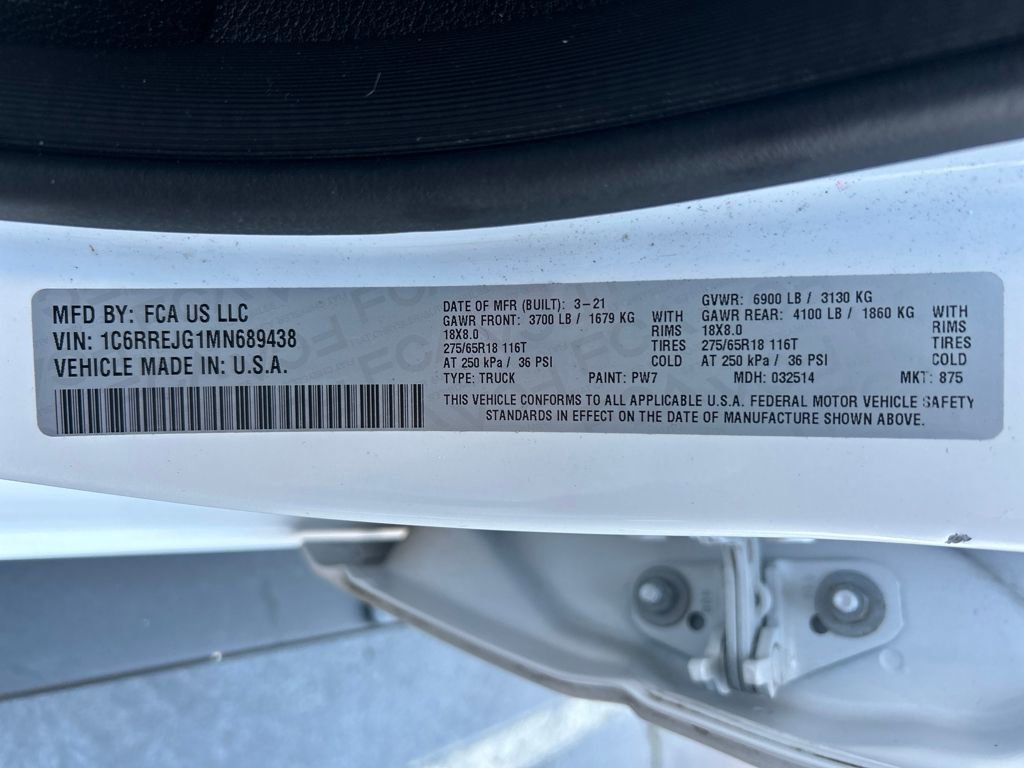 MFD BY: FCA US LLC
VIN: 1C6RREJG1MN689438
VEHICLE MADE IN: U.S.A.
DATE OF MFR (BUILT): 3-21 GVWR: 6900 LB / 3130 KG
GAWR FRONT: 3700 LB / 1679 KG WITH GAWR REAR: 4100 LB / 1860 KG WITH
18X8.0 RIMS 18X8.0 RIMS
275/65R18 116T TIRES 275/65R18 116T TIRES
AT 250 kPa / 36 PSI COLD AT 250 kPa / 36 PSI COLD
TYPE: TRUCK PAINT: PW7 MDH: 032514 MKT: 875
THIS VEHICLE CONFORMS TO ALL APPLICABLE U.S.A. FEDERAL MOTOR VEHICLE SAFETY
STANDARDS IN EFFECT ON THE DATE OF MANUFACTURE SHOWN ABOVE.